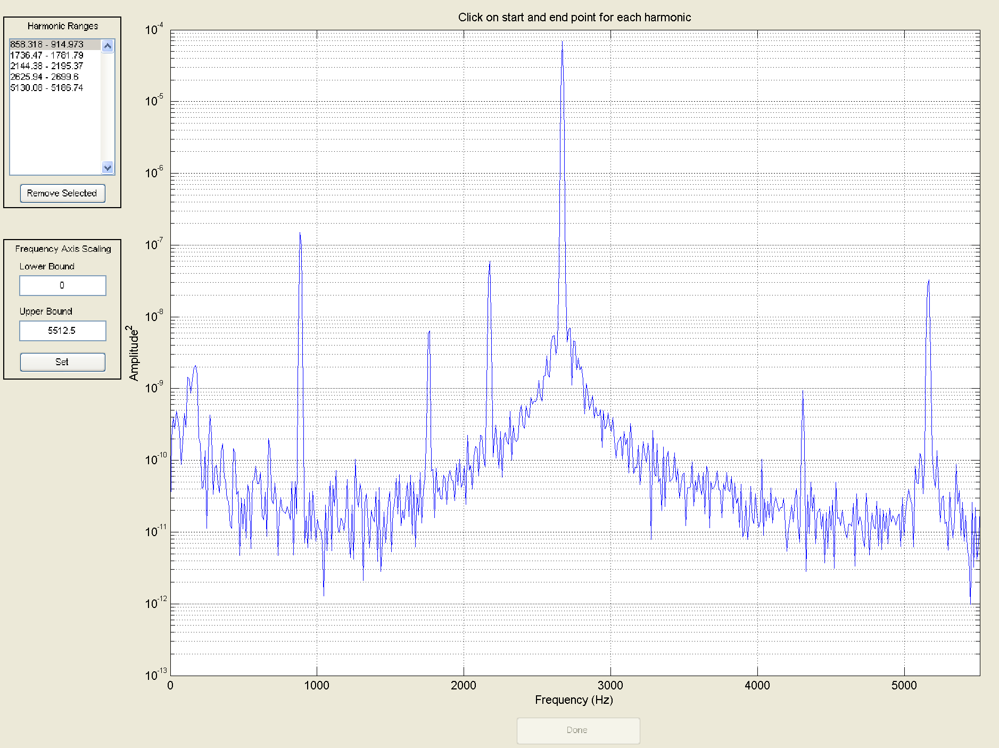 Click on start and end point for each harmonic
Harmonic Ranges
858.318 - 914.973
1736.47 - 1781.79
2144.38 - 2195.37
2625.94 - 2699.6
5130.08 - 5186.74
Remove Selected
Frequency Axis Scaling
Lower Bound
0
Upper Bound
5512.5
Set
Amplitude²
10⁻⁴
10⁻⁵
10⁻⁶
10⁻⁷
10⁻⁸
10⁻⁹
10⁻¹⁰
10⁻¹¹
10⁻¹²
10⁻¹³
0 1000 2000 3000 4000 5000
Frequency (Hz)
Done